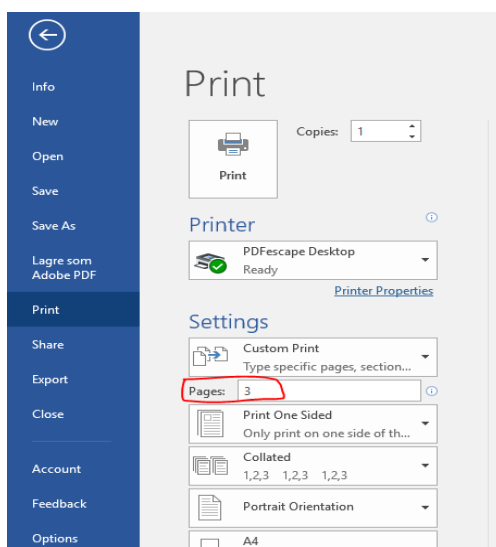 Info
New
Open
Save
Save As
Lagre som
Adobe PDF
Print
Share
Export
Close
Account
Feedback
Options
Print
Copies: 1
Print
Printer
PDFescape Desktop
Ready
Printer Properties
Settings
Custom Print
Type specific pages, section...
Pages: 3
Print One Sided
Only print on one side of th...
Collated
1,2,3 1,2,3 1,2,3
Portrait Orientation
A4